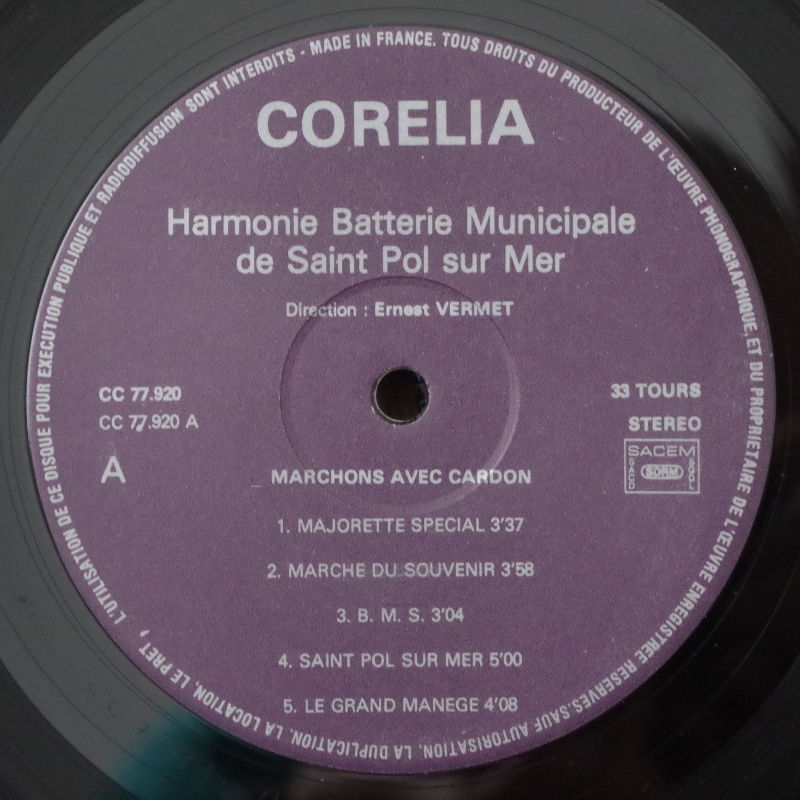 CORELIA
Harmonie Batterie Municipale
de Saint Pol sur Mer
Direction : Ernest VERMET
CC 77.920
CC 77.920 A
A
33 TOURS
STEREO
SACEM
SACD
SDRM
SGDL
MARCHONS AVEC CARDON
1. MAJORETTE SPECIAL 3'37
2. MARCHE DU SOUVENIR 3'58
3. B. M. S. 3'04
4. SAINT POL SUR MER 5'00
5. LE GRAND MANEGE 4'08
MADE IN FRANCE. TOUS DROITS DU PRODUCTEUR DE L'ŒUVRE PHONOGRAPHIQUE, ET DU PROPRIETAIRE DE L'ŒUVRE ENREGISTREE RESERVES.SAUF AUTORISATION, LA DUPLICATION, LA LOCATION, LE PRET, L'UTILISATION DE CE DISQUE POUR EXECUTION PUBLIQUE ET RADIODIFFUSION SONT INTERDITS -